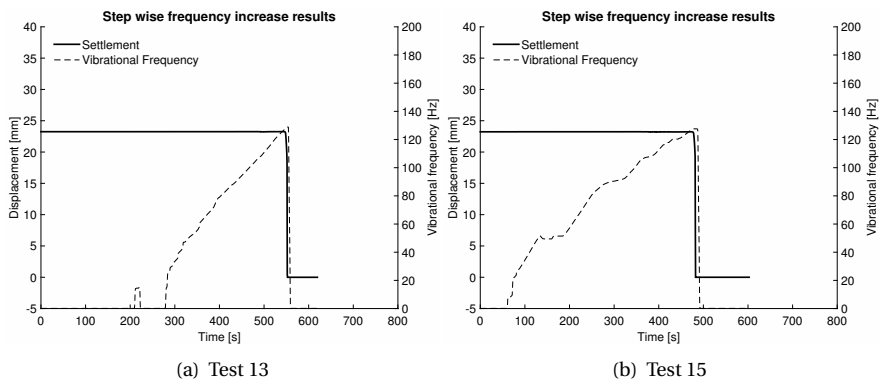 Step wise frequency increase results
Settlement
Vibrational Frequency
Displacement [mm]
40
35
30
25
20
15
10
5
0
-5
Vibrational frequency [Hz]
200
180
160
140
120
100
80
60
40
20
0
0 100 200 300 400 500 600 700 800
Time [s]
(a) Test 13
Step wise frequency increase results
Settlement
Vibrational Frequency
Displacement [mm]
40
35
30
25
20
15
10
5
0
-5
Vibrational frequency [Hz]
200
180
160
140
120
100
80
60
40
20
0
0 100 200 300 400 500 600 700 800
Time [s]
(b) Test 15